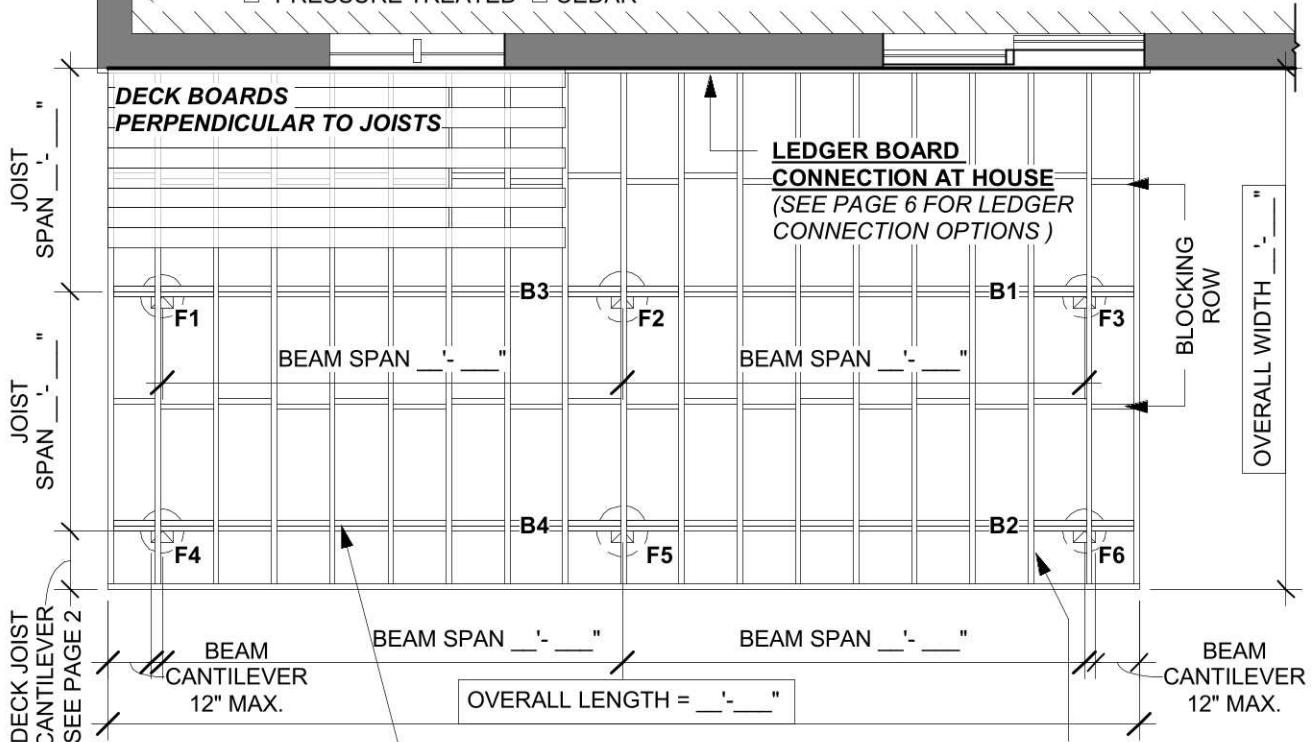 PRESSURE TREATED □ CEDAR
DECK BOARDS
PERPENDICULAR TO JOISTS
LEDGER BOARD
CONNECTION AT HOUSE
(SEE PAGE 6 FOR LEDGER
CONNECTION OPTIONS )
JOIST
SPAN __'- ___"
BLOCKING
ROW
OVERALL WIDTH __'- ___"
B3
B1
F1
F2
F3
BEAM SPAN __'- ___"
BEAM SPAN __'- ___"
JOIST
SPAN __'- ___"
B4
B2
F4
F5
F6
DECK JOIST
CANTILEVER
SEE PAGE 2
BEAM
CANTILEVER
12" MAX.
BEAM SPAN __'- ___"
BEAM SPAN __'- ___"
BEAM
CANTILEVER
12" MAX.
OVERALL LENGTH = __'-___"